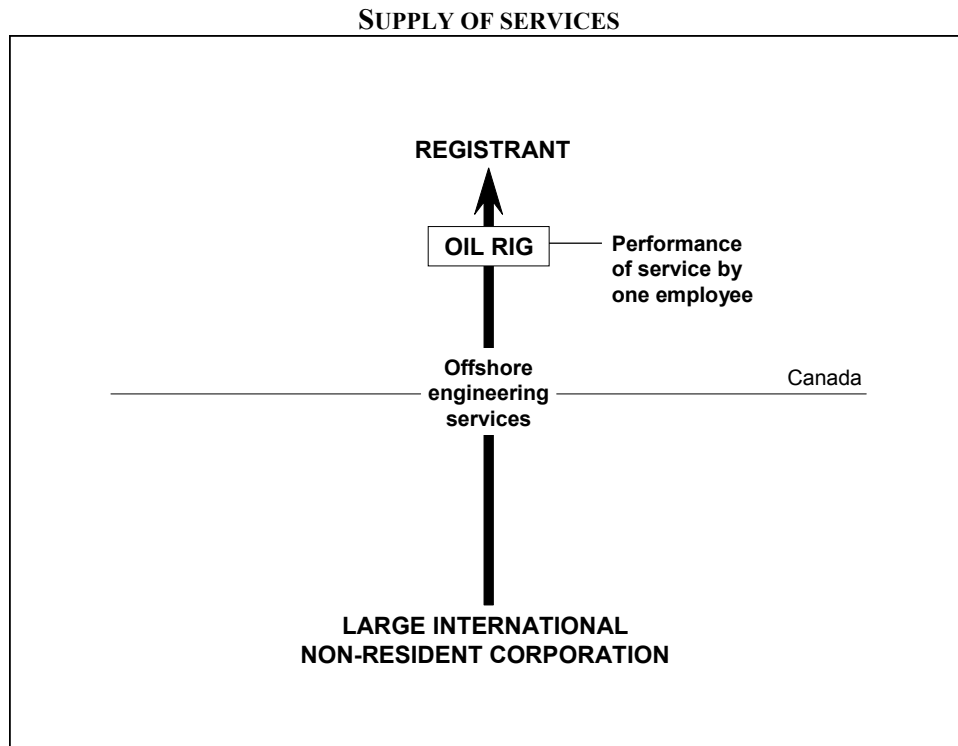 SUPPLY OF SERVICES
REGISTRANT
OIL RIG
Performance
of service by
one employee
Canada
Offshore
engineering
services
LARGE INTERNATIONAL
NON-RESIDENT CORPORATION